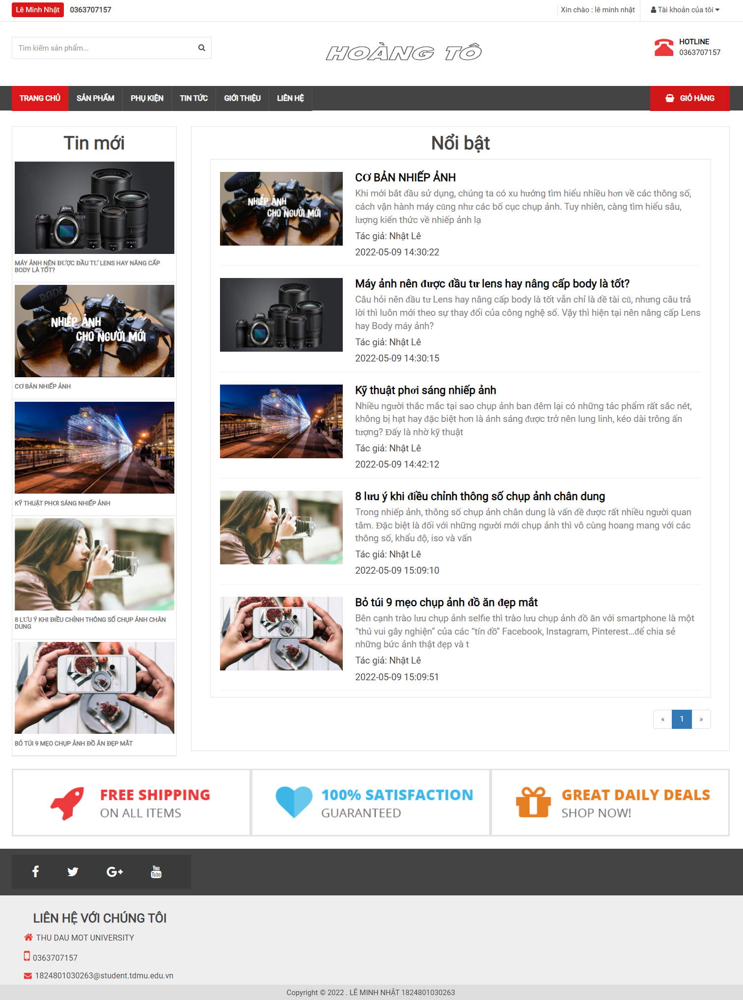 Lê Minh Nhật 0363707157 Xin chào : lê minh nhật Tài khoản của tôi
Tìm kiếm sản phẩm...
HOÀNG TÔ
HOTLINE
0363707157
TRANG CHỦ SẢN PHẨM PHỤ KIỆN TIN TỨC GIỚI THIỆU LIÊN HỆ GIỎ HÀNG
Tin mới
MÁY ẢNH NÊN ĐƯỢC ĐẦU TƯ LENS HAY NÂNG CẤP
BODY LÀ TỐT?
RØDE
NHIẾP ẢNH
CHO NGƯỜI MỚI
CƠ BẢN NHIẾP ẢNH
KỸ THUẬT PHƠI SÁNG NHIẾP ẢNH
8 LƯU Ý KHI ĐIỀU CHỈNH THÔNG SỐ CHỤP ẢNH CHÂN
DUNG
BỎ TÚI 9 MẸO CHỤP ẢNH ĐỒ ĂN ĐẸP MẮT
Nổi bật
RØDE
NHIẾP ẢNH
CHO NGƯỜI MỚI
CƠ BẢN NHIẾP ẢNH
Khi mới bắt đầu sử dụng, chúng ta có xu hướng tìm hiểu nhiều hơn về các thông số,
cách vận hành máy cũng như các bố cục chụp ảnh. Tuy nhiên, càng tìm hiểu sâu,
lượng kiến thức về nhiếp ảnh lạ
Tác giả: Nhật Lê
2022-05-09 14:30:22
Máy ảnh nên được đầu tư lens hay nâng cấp body là tốt?
Câu hỏi nên đầu tư Lens hay nâng cấp body là tốt vẫn chỉ là đề tài cũ, nhưng câu trả
lời thì luôn mới theo sự thay đổi của công nghệ số. Vậy thì hiện tại nên nâng cấp Lens
hay Body máy ảnh?
Tác giả: Nhật Lê
2022-05-09 14:30:15
Kỹ thuật phơi sáng nhiếp ảnh
Nhiều người thắc mắc tại sao chụp ảnh ban đêm lại có những tác phẩm rất sắc nét,
không bị hạt hay đặc biệt hơn là ánh sáng được trở nên lung linh, kéo dài trông ấn
tượng? Đấy là nhờ kỹ thuật
Tác giả: Nhật Lê
2022-05-09 14:42:12
8 lưu ý khi điều chỉnh thông số chụp ảnh chân dung
Trong nhiếp ảnh, thông số chụp ảnh chân dung là vấn đề được rất nhiều người quan
tâm. Đặc biệt là đối với những người mới chụp ảnh thì vô cùng hoang mang với các
thông số, khẩu độ, iso và vấn
Tác giả: Nhật Lê
2022-05-09 15:09:10
Bỏ túi 9 mẹo chụp ảnh đồ ăn đẹp mắt
Bên cạnh trào lưu chụp ảnh selfie thì trào lưu chụp ảnh đồ ăn với smartphone là một
“thú vui gây nghiện” của các “tín đồ” Facebook, Instagram, Pinterest…để chia sẻ
những bức ảnh thật đẹp và t
Tác giả: Nhật Lê
2022-05-09 15:09:51
« 1 »
FREE SHIPPING
ON ALL ITEMS
100% SATISFACTION
GUARANTEED
GREAT DAILY DEALS
SHOP NOW!
You
Tube
LIÊN HỆ VỚI CHÚNG TÔI
THU DAU MOT UNIVERSITY
0363707157
1824801030263@student.tdmu.edu.vn
Copyright © 2022 . LÊ MINH NHẬT 1824801030263